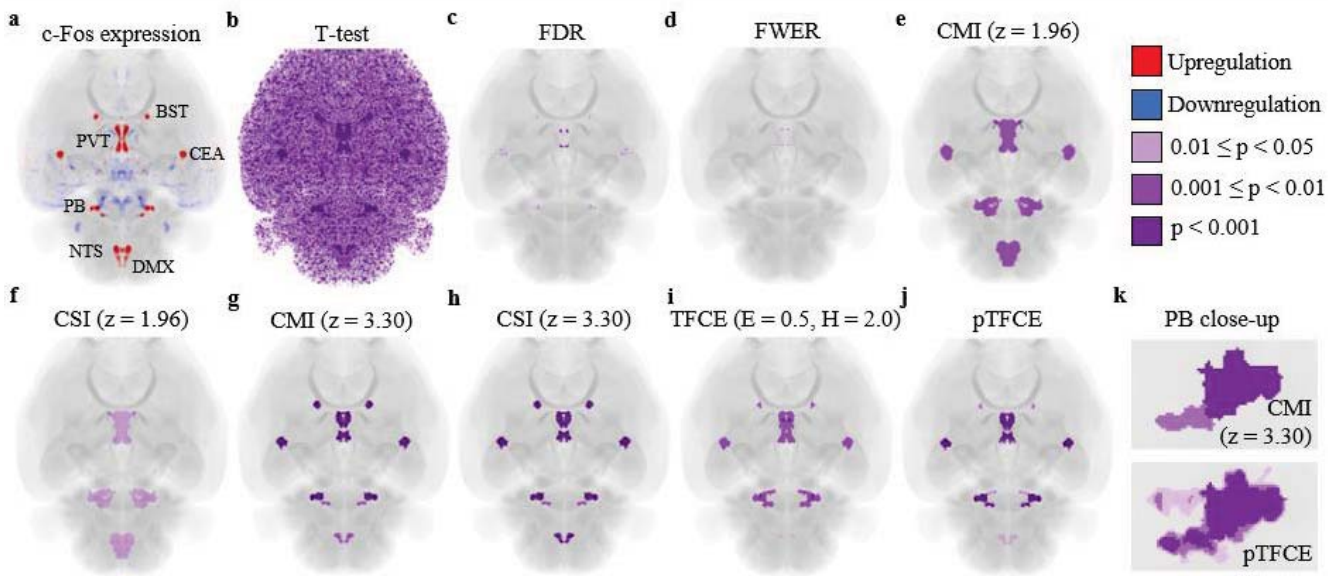 a
c-Fos expression
BST
PVT
CEA
PB
NTS
DMX
b
T-test
c
FDR
d
FWER
e
CMI (z = 1.96)
Upregulation
Downregulation
0.01 ≤ p < 0.05
0.001 ≤ p < 0.01
p < 0.001
f
CSI (z = 1.96)
g
CMI (z = 3.30)
h
CSI (z = 3.30)
i
TFCE (E = 0.5, H = 2.0)
j
pTFCE
k
PB close-up
CMI
(z = 3.30)
pTFCE